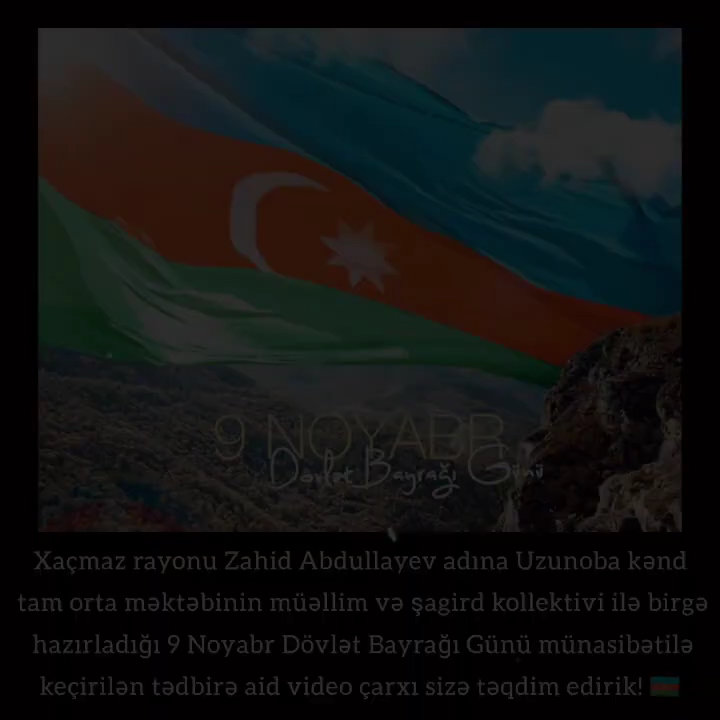 9 NOYABR
Dövlət Bayrağı Günü
Xaçmaz rayonu Zahid Abdullayev adına Uzunoba kənd
tam orta məktəbinin müəllim və şagird kollektivi ilə birgə
hazırladığı 9 Noyabr Dövlət Bayrağı Günü münasibətilə
keçirilən tədbirə aid video çarxı sizə təqdim edirik! 🇦🇿